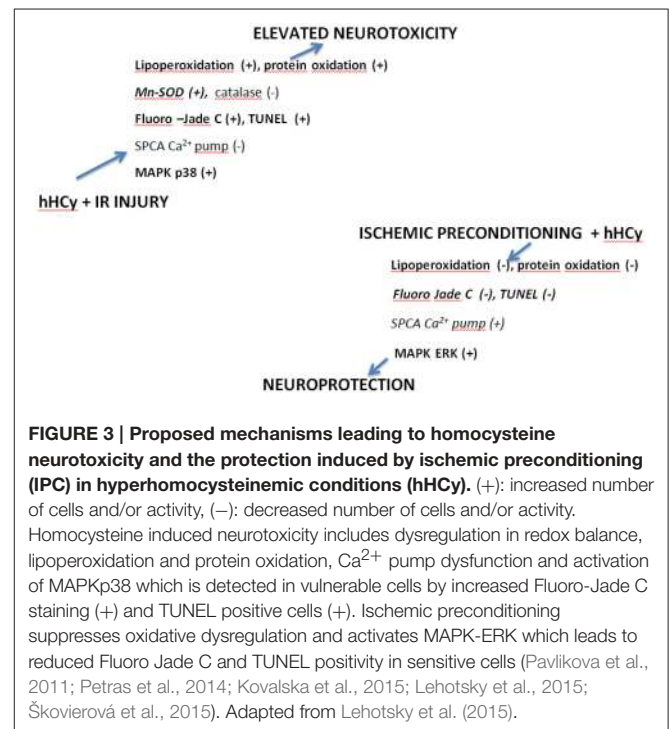 ELEVATED NEUROTOXICITY
Lipoperoxidation (+), protein oxidation (+)
Mn-SOD (+), catalase (-)
Fluoro –Jade C (+), TUNEL (+)
SPCA Ca²⁺ pump (-)
MAPK p38 (+)
hHCy + IR INJURY
ISCHEMIC PRECONDITIONING + hHCy
Lipoperoxidation (-), protein oxidation (-)
Fluoro Jade C (-), TUNEL (-)
SPCA Ca²⁺ pump (+)
MAPK ERK (+)
NEUROPROTECTION
FIGURE 3 | Proposed mechanisms leading to homocysteine
neurotoxicity and the protection induced by ischemic preconditioning
(IPC) in hyperhomocysteinemic conditions (hHCy). (+): increased number
of cells and/or activity, (−): decreased number of cells and/or activity.
Homocysteine induced neurotoxicity includes dysregulation in redox balance,
lipoperoxidation and protein oxidation, Ca²⁺ pump dysfunction and activation
of MAPKp38 which is detected in vulnerable cells by increased Fluoro-Jade C
staining (+) and TUNEL positive cells (+). Ischemic preconditioning
suppresses oxidative dysregulation and activates MAPK-ERK which leads to
reduced Fluoro Jade C and TUNEL positivity in sensitive cells (Pavlikova et al.,
2011; Petras et al., 2014; Kovalska et al., 2015; Lehotsky et al., 2015;
Škovierová et al., 2015). Adapted from Lehotsky et al. (2015).